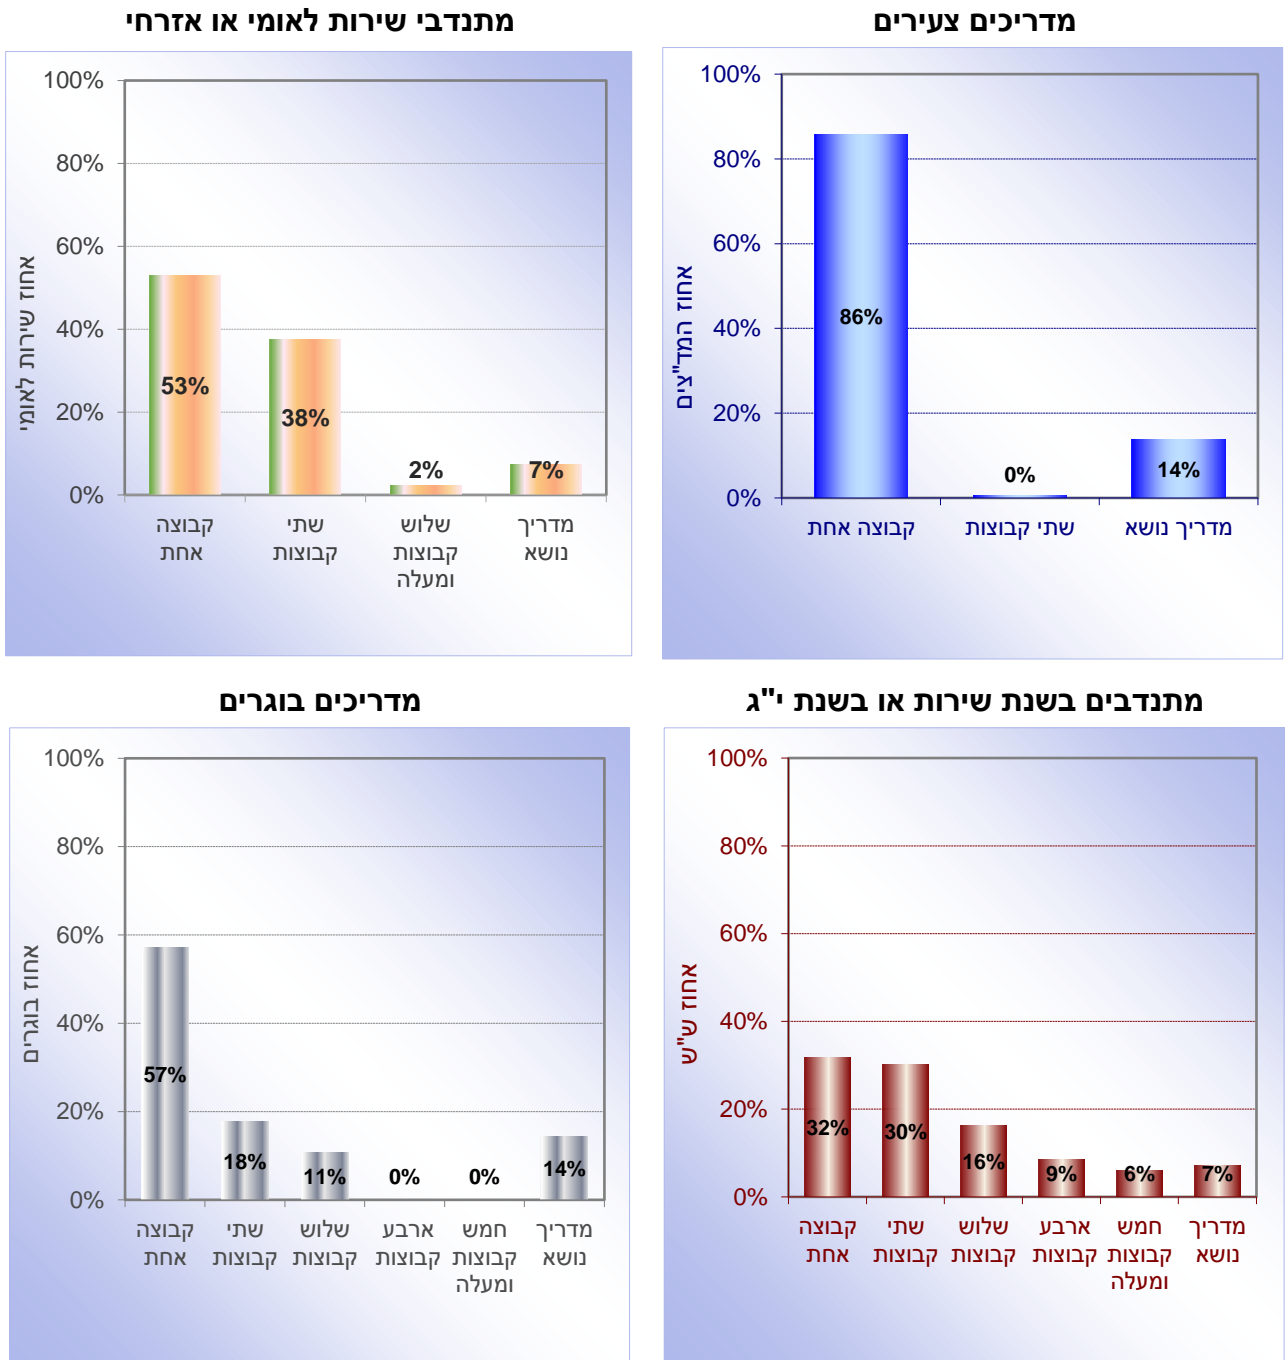 מדריכים צעירים
100%
80%
60%
40%
20%
0%
אחוז המד"צים
86%
0%
14%
קבוצה אחת
שתי קבוצות
מדריך נושא
מתנדבי שירות לאומי או אזרחי
100%
80%
60%
40%
20%
0%
אחוז שירות לאומי
53%
38%
2%
7%
קבוצה
אחת
שתי
קבוצות
שלוש
קבוצות
ומעלה
מדריך
נושא
מתנדבים בשנת שירות או בשנת י"ג
100%
80%
60%
40%
20%
0%
אחוז ש"ש
32%
30%
16%
9%
6%
7%
קבוצה
אחת
שתי
קבוצות
שלוש
קבוצות
ארבע
קבוצות
חמש
קבוצות
ומעלה
מדריך
נושא
מדריכים בוגרים
100%
80%
60%
40%
20%
0%
אחוז בוגרים
57%
18%
11%
0%
0%
14%
קבוצה
אחת
שתי
קבוצות
שלוש
קבוצות
ארבע
קבוצות
חמש
קבוצות
ומעלה
מדריך
נושא